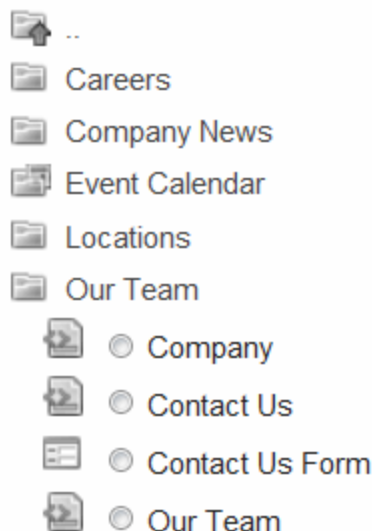 ..
Careers
Company News
Event Calendar
Locations
Our Team
Company
Contact Us
Contact Us Form
Our Team